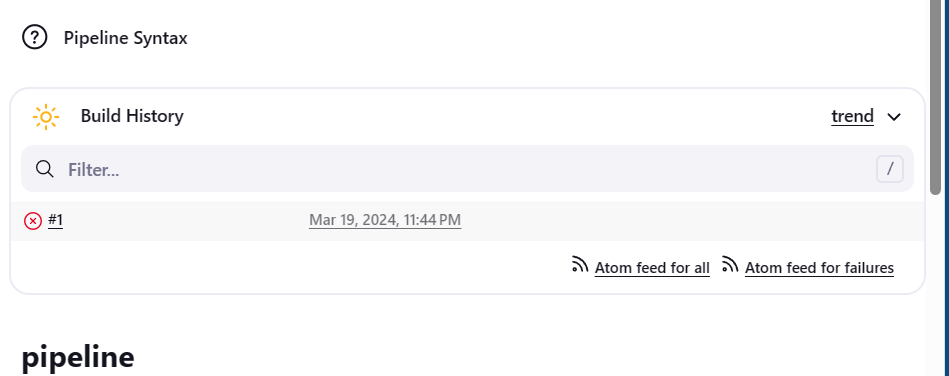 Pipeline Syntax
Build History
trend
Filter...
/
#1
Mar 19, 2024, 11:44 PM
Atom feed for all
Atom feed for failures
pipeline